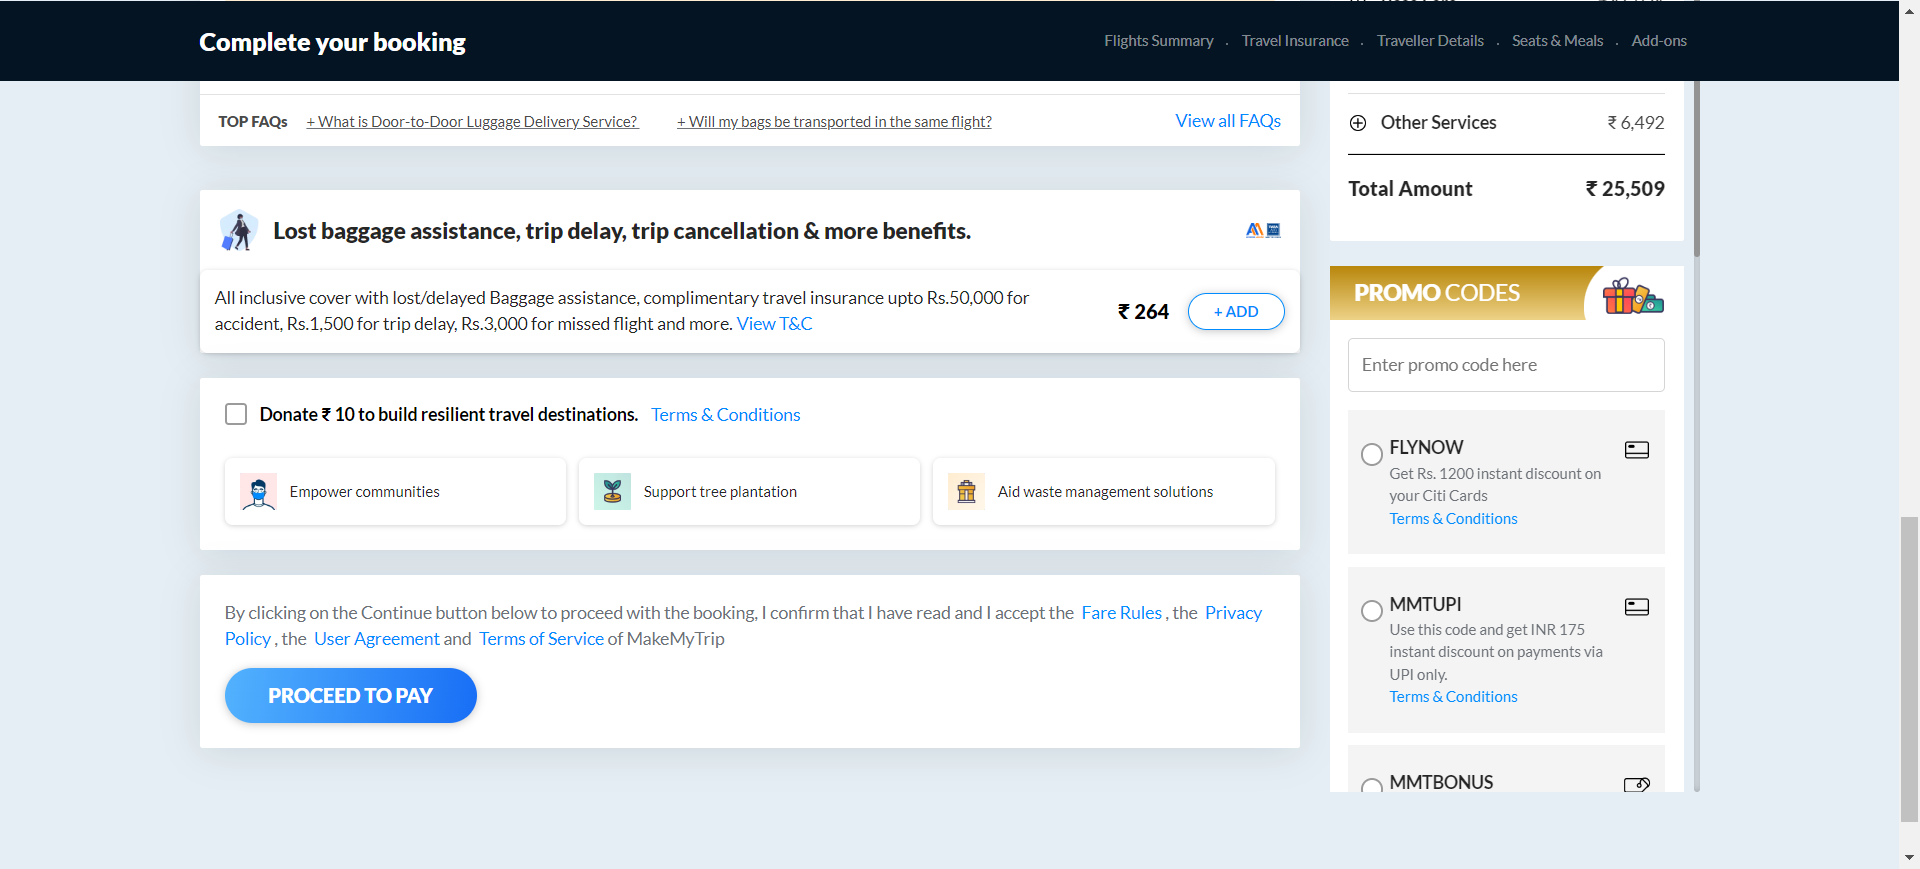 Complete your booking
Flights Summary . Travel Insurance . Traveller Details . Seats & Meals . Add-ons
TOP FAQs + What is Door-to-Door Luggage Delivery Service? + Will my bags be transported in the same flight? View all FAQs
Lost baggage assistance, trip delay, trip cancellation & more benefits.
All inclusive cover with lost/delayed Baggage assistance, complimentary travel insurance upto Rs.50,000 for
accident, Rs.1,500 for trip delay, Rs.3,000 for missed flight and more. View T&C
₹ 264 + ADD
Donate ₹ 10 to build resilient travel destinations. Terms & Conditions
Empower communities
Support tree plantation
Aid waste management solutions
By clicking on the Continue button below to proceed with the booking, I confirm that I have read and I accept the Fare Rules , the Privacy
Policy , the User Agreement and Terms of Service of MakeMyTrip
PROCEED TO PAY
Other Services ₹ 6,492
Total Amount ₹ 25,509
PROMO CODES
Enter promo code here
FLYNOW
Get Rs. 1200 instant discount on
your Citi Cards
Terms & Conditions
MMTUPI
Use this code and get INR 175
instant discount on payments via
UPI only.
Terms & Conditions
MMTBONUS